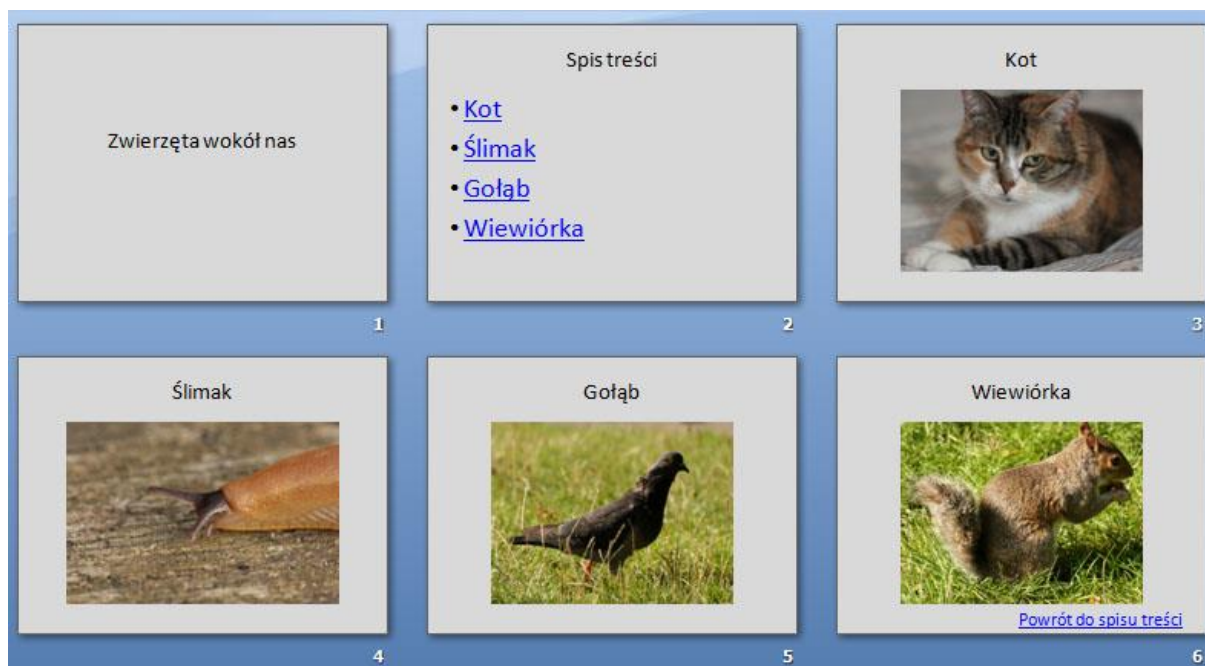 Zwierzęta wokół nas
1
Spis treści
• Kot
• Ślimak
• Gołąb
• Wiewiórka
2
Kot
3
Ślimak
4
Gołąb
5
Wiewiórka
Powrót do spisu treści
6